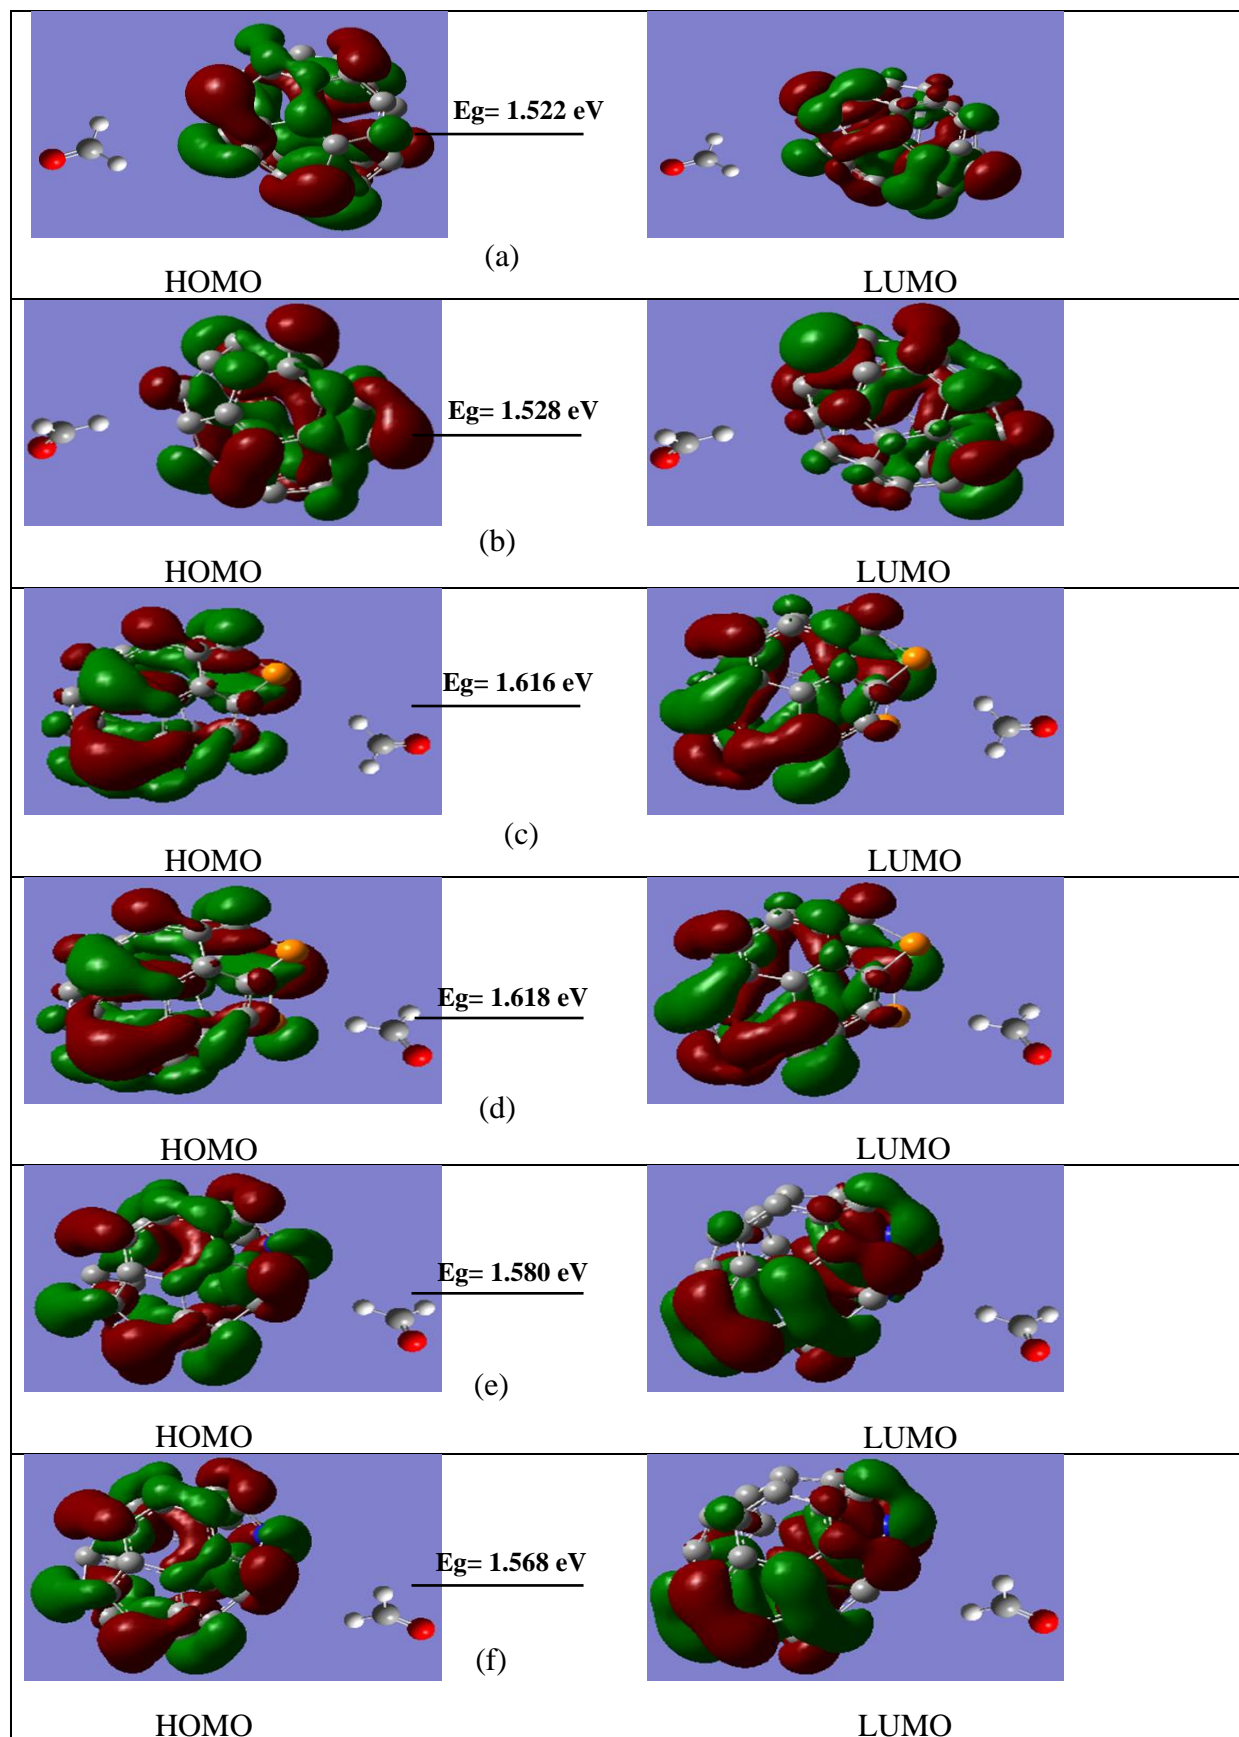 Eg= 1.522 eV
(a)
HOMO LUMO
Eg= 1.528 eV
(b)
HOMO LUMO
Eg= 1.616 eV
(c)
HOMO LUMO
Eg= 1.618 eV
(d)
HOMO LUMO
Eg= 1.580 eV
(e)
HOMO LUMO
Eg= 1.568 eV
(f)
HOMO LUMO